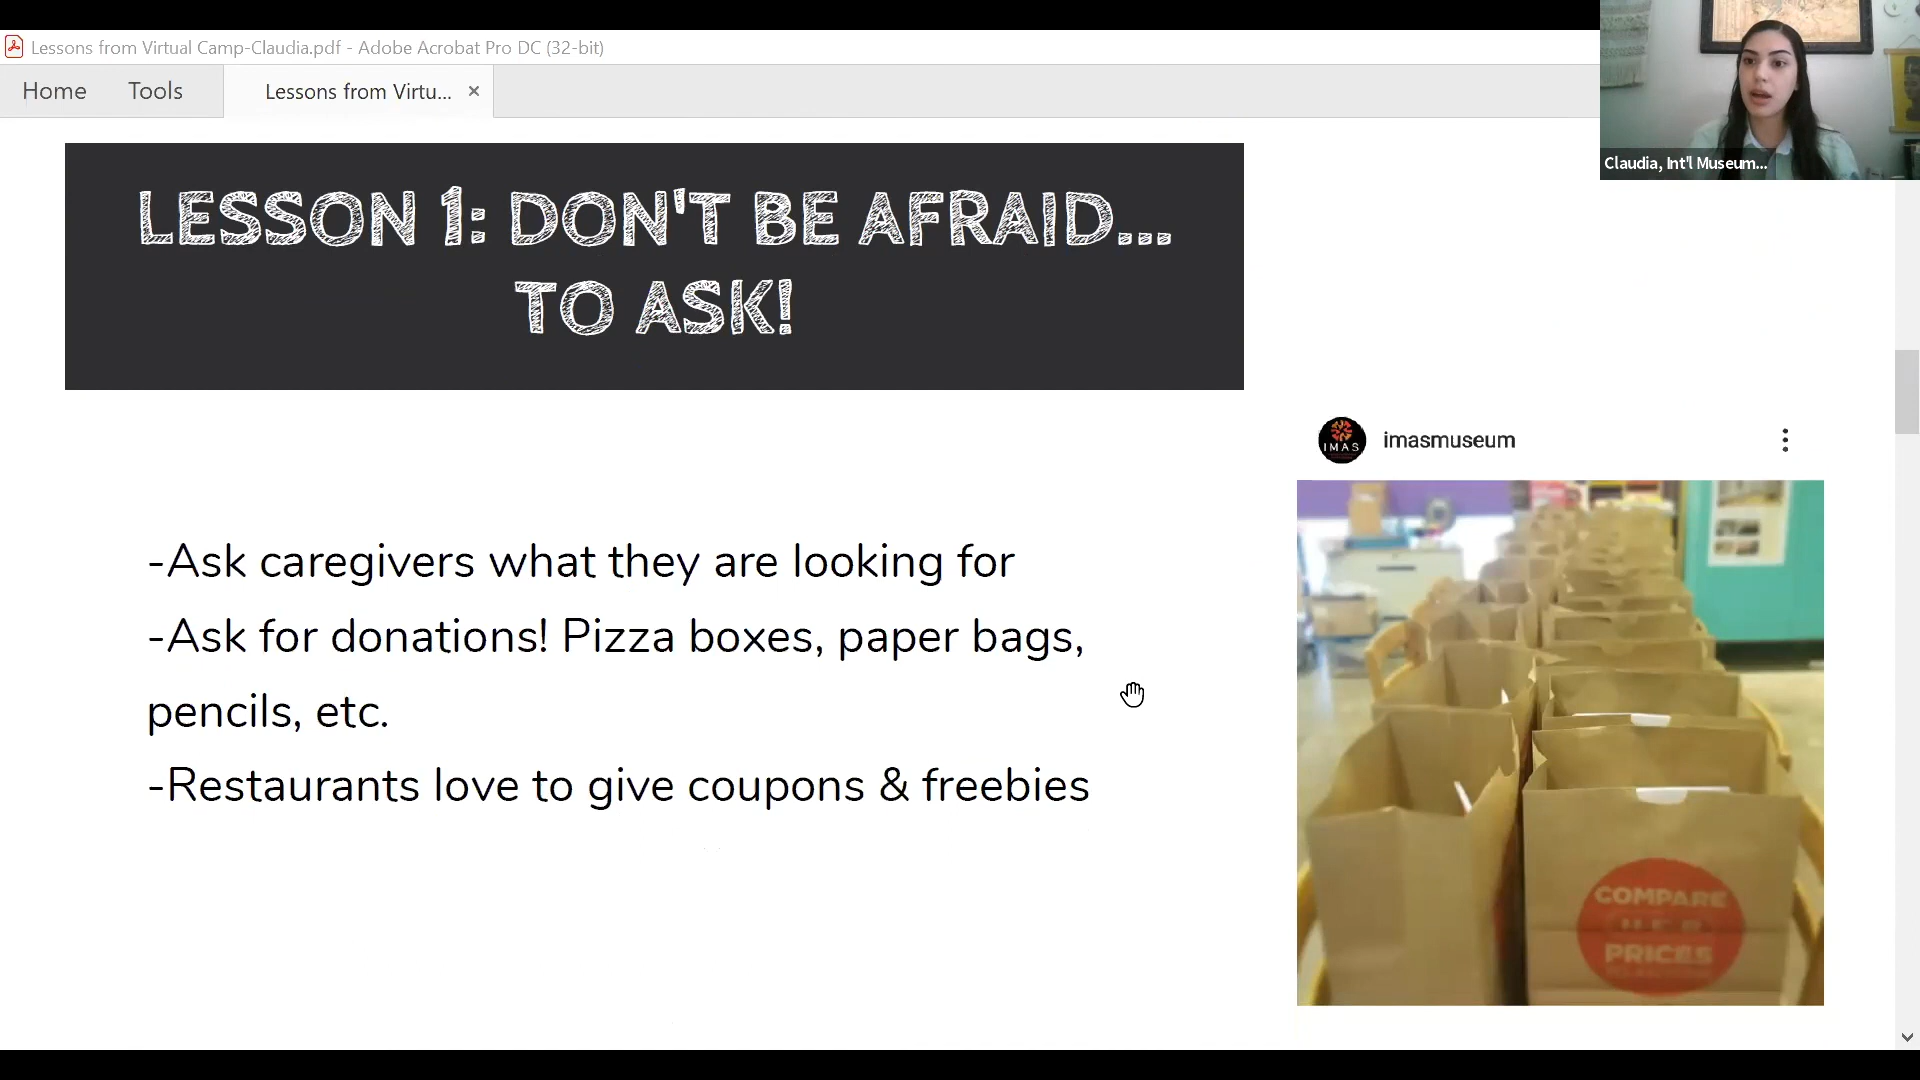 Lessons from Virtual Camp-Claudia.pdf - Adobe Acrobat Pro DC (32-bit)
Home
Tools
Lessons from Virtu... ×
Claudia, Int'l Museum...
LESSON 1: DON'T BE AFRAID...
TO ASK!
imasmuseum
IMAS
-Ask caregivers what they are looking for
-Ask for donations! Pizza boxes, paper bags,
pencils, etc.
-Restaurants love to give coupons & freebies
COMPARE
H-E-B
PRICES